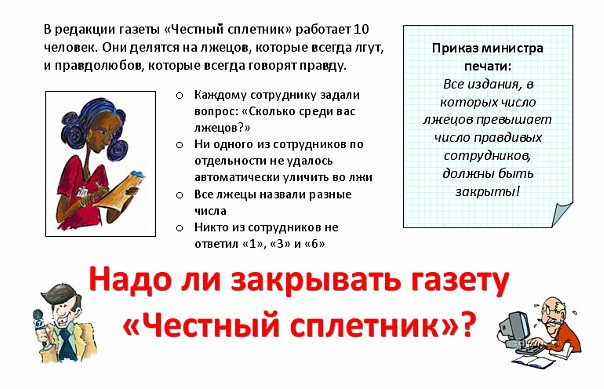 В редакции газеты «Честный сплетник» работает 10
человек. Они делятся на лжецов, которые всегда лгут,
и правдолюбов, которые всегда говорят правду.
o Каждому сотруднику задали
вопрос: «Сколько среди вас
лжецов?»
o Ни одного из сотрудников по
отдельности не удалось
автоматически уличить во лжи
o Все лжецы назвали разные
числа
o Никто из сотрудников не
ответил «1», «3» и «6»
Приказ министра
печати:
Все издания, в
которых число
лжецов превышает
число правдивых
сотрудников,
должны быть
закрыты!
Надо ли закрывать газету
«Честный сплетник»?